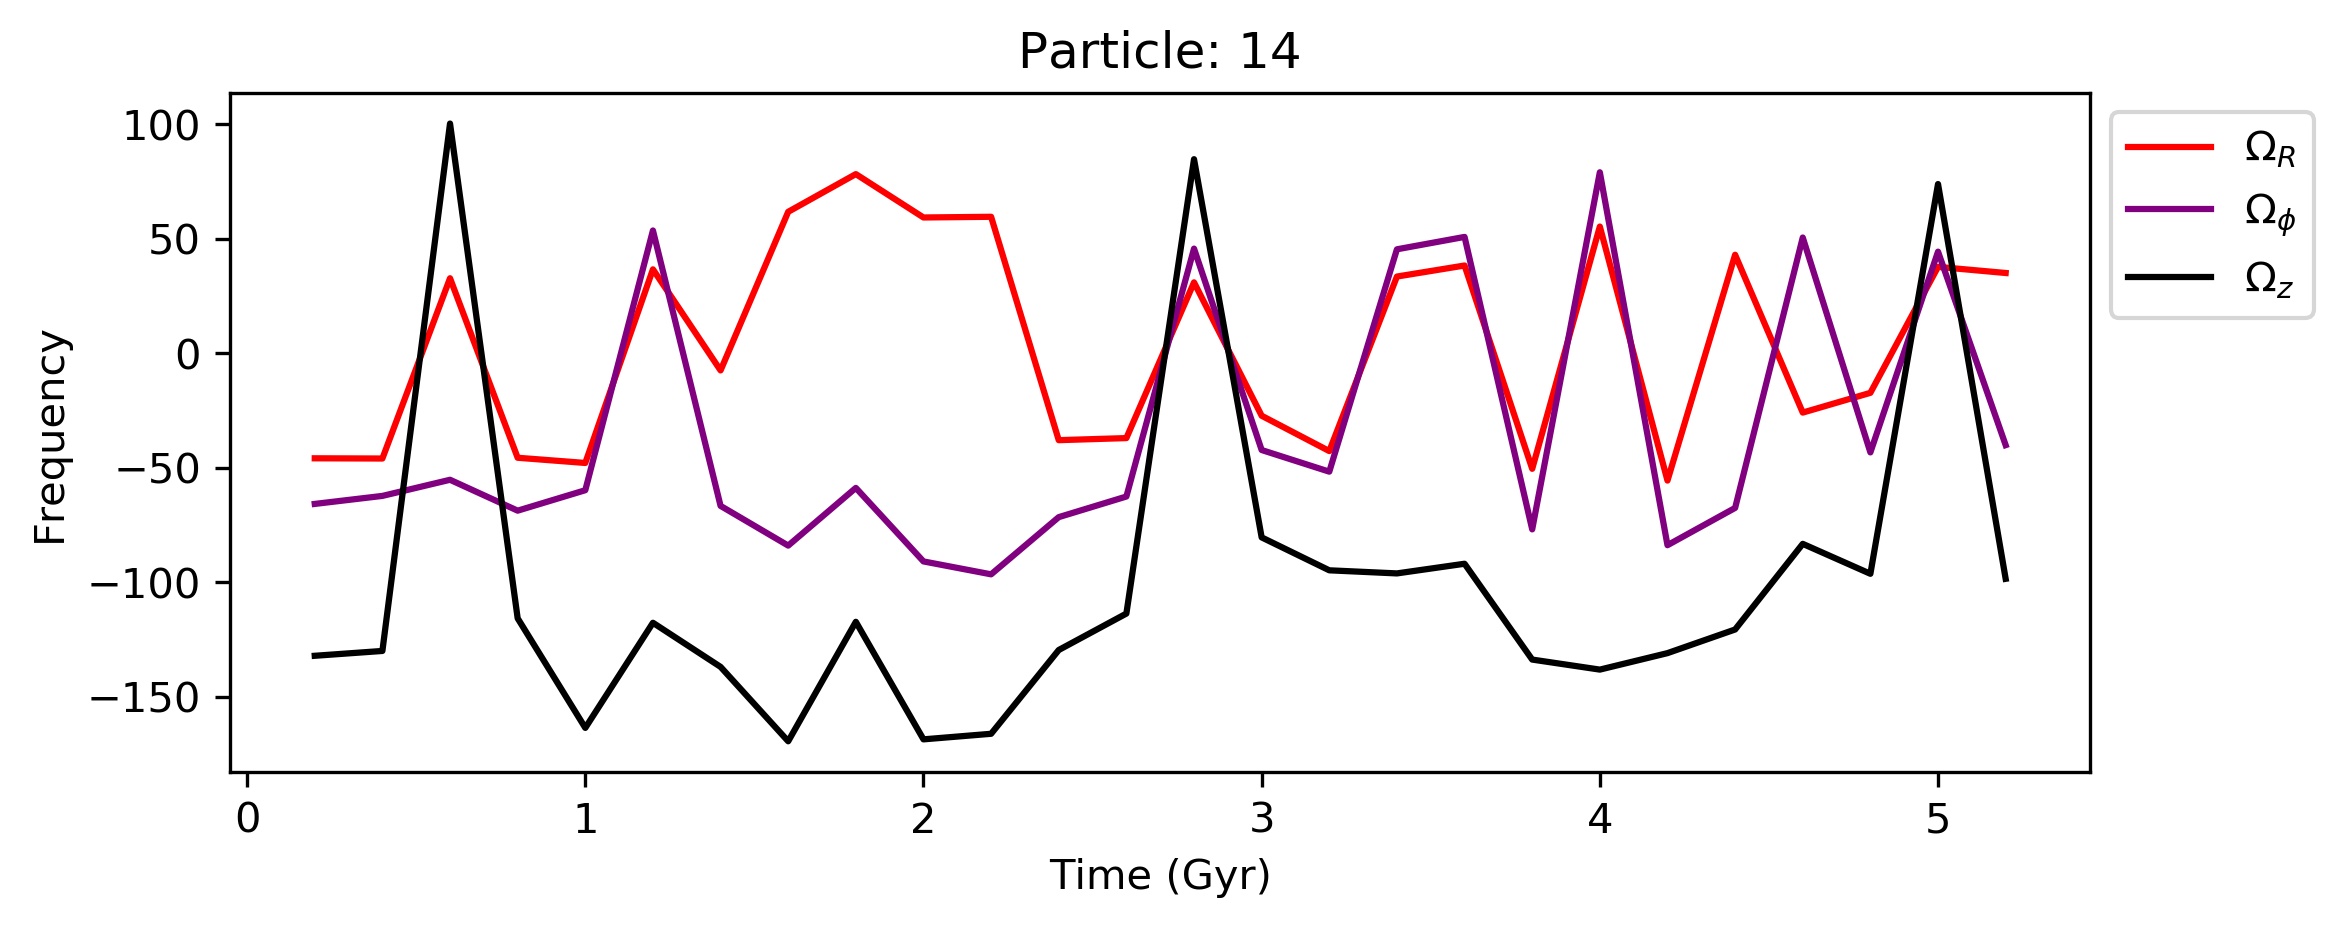 Particle: 14
100
50
0
−50
−100
−150
Frequency
0 1 2 3 4 5
Time (Gyr)
Ω_R
Ω_ϕ
Ω_z